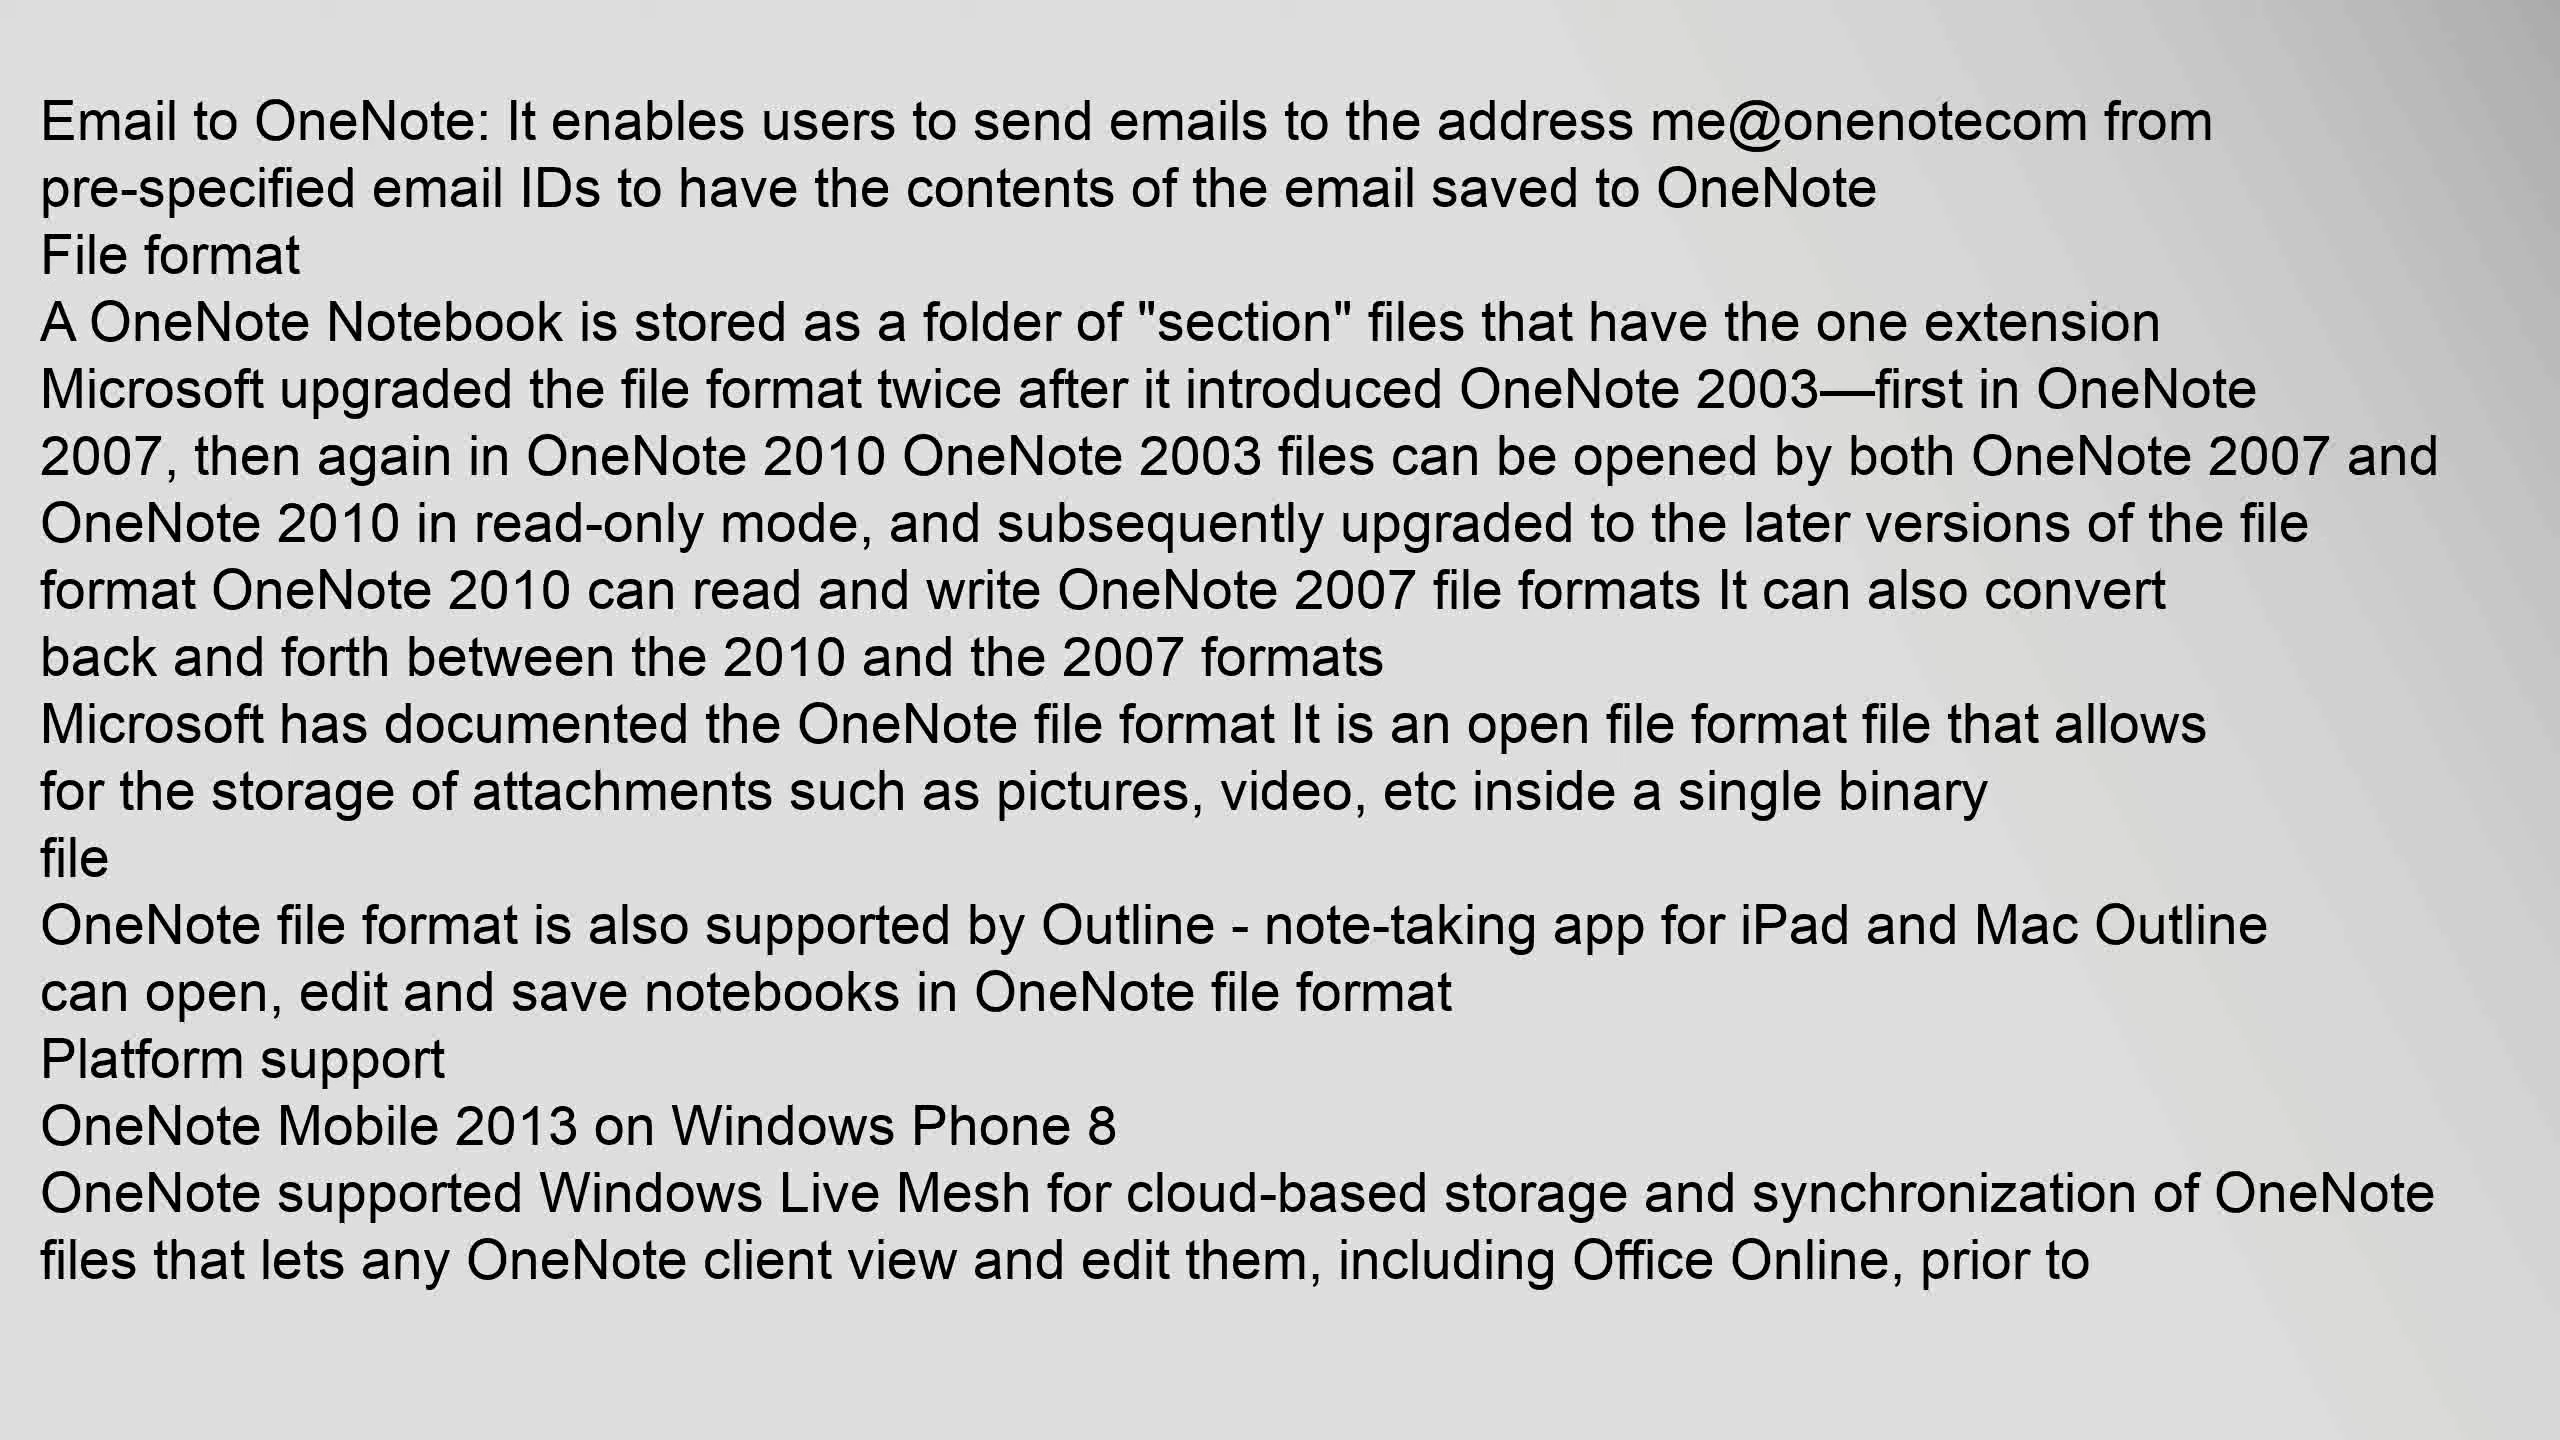 Email to OneNote: It enables users to send emails to the address me@onenotecom from
pre-specified email IDs to have the contents of the email saved to OneNote
File format
A OneNote Notebook is stored as a folder of "section" files that have the one extension
Microsoft upgraded the file format twice after it introduced OneNote 2003—first in OneNote
2007, then again in OneNote 2010 OneNote 2003 files can be opened by both OneNote 2007 and
OneNote 2010 in read-only mode, and subsequently upgraded to the later versions of the file
format OneNote 2010 can read and write OneNote 2007 file formats It can also convert
back and forth between the 2010 and the 2007 formats
Microsoft has documented the OneNote file format It is an open file format file that allows
for the storage of attachments such as pictures, video, etc inside a single binary
file
OneNote file format is also supported by Outline - note-taking app for iPad and Mac Outline
can open, edit and save notebooks in OneNote file format
Platform support
OneNote Mobile 2013 on Windows Phone 8
OneNote supported Windows Live Mesh for cloud-based storage and synchronization of OneNote
files that lets any OneNote client view and edit them, including Office Online, prior to